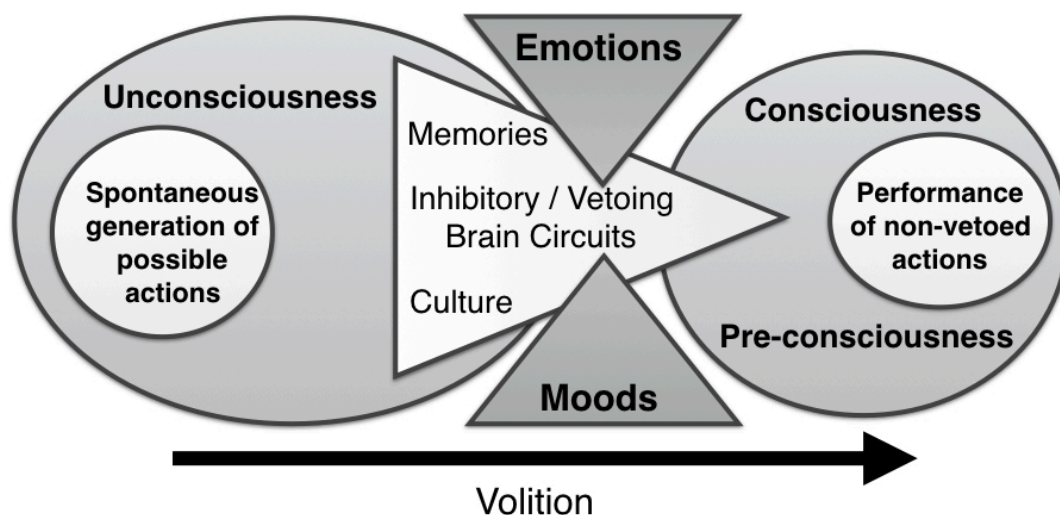 Unconsciousness
Spontaneous
generation of
possible
actions
Memories
Inhibitory / Vetoing
Brain Circuits
Culture
Emotions
Moods
Consciousness
Performance
of non-vetoed
actions
Pre-consciousness
Volition